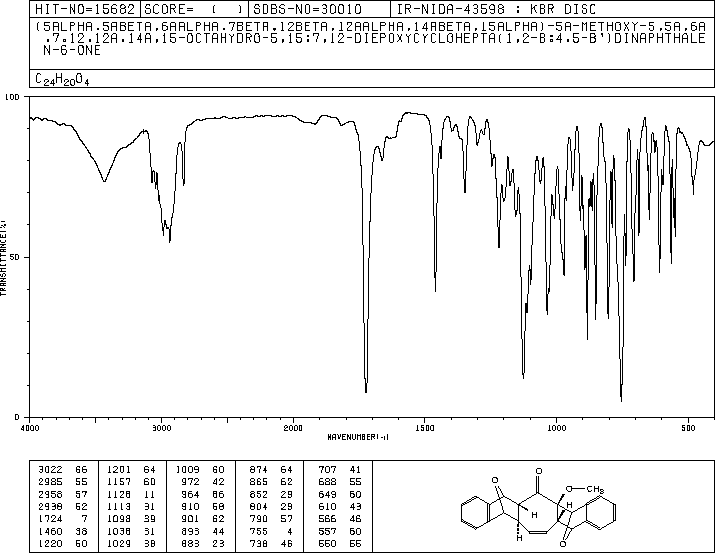 HIT-NO=15682 SCORE= ( ) SDBS-NO=30010 IR-NIDA-43598 : KBR DISC
(5ALPHA,5ABETA,6AALPHA,7BETA,12BETA,12AALPHA,14ABETA,15ALPHA)-5A-METHOXY-5,5A,6A
,7,12,12A,14A,15-OCTAHYDRO-5,15:7,12-DIEPOXYCYCLOHEPTA(1,2-B:4,5-B')DINAPHTHALE
N-6-ONE
C24H20O4
100
50
0
TRANSMITTANCE(%)
4000 3000 2000 1500 1000 500
WAVENUMBER(-1)
3022 66 1201 64 1009 60 874 64 707 41
2985 55 1157 60 972 42 865 62 688 55
2958 57 1128 11 964 86 852 29 649 60
2938 62 1113 31 910 68 804 29 610 43
1724 7 1098 39 901 62 790 57 566 46
1460 38 1038 31 893 44 755 4 557 60
1220 60 1029 38 883 23 738 46 550 55
O
O
O
CH3
H
H
H
H
O